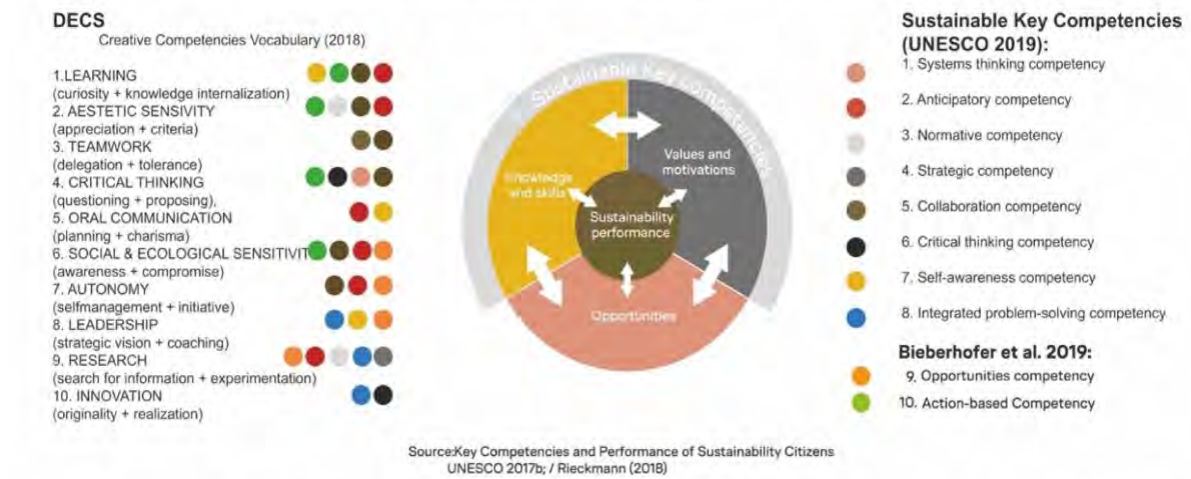 DECS
Creative Competencies Vocabulary (2018)
1.LEARNING
(curiosity + knowledge internalization)
2. AESTETIC SENSIVITY
(appreciation + criteria)
3. TEAMWORK
(delegation + tolerance)
4. CRITICAL THINKING
(questioning + proposing),
5. ORAL COMMUNICATION
(planning + charisma)
6. SOCIAL & ECOLOGICAL SENSITIVIT
(awareness + compromise)
7. AUTONOMY
(selfmanagement + initiative)
8. LEADERSHIP
(strategic vision + coaching)
9. RESEARCH
(search for information + experimentation)
10. INNOVATION
(originality + realization)
Sustainable Key Competencies
Knowledge
and skills
Values and
motivations
Sustainability
performance
Opportunities
Sustainable Key Competencies
(UNESCO 2019):
1. Systems thinking competency
2. Anticipatory competency
3. Normative competency
4. Strategic competency
5. Collaboration competency
6. Critical thinking competency
7. Self-awareness competency
8. Integrated problem-solving competency
Bieberhofer et al. 2019:
9. Opportunities competency
10. Action-based Competency
Source:Key Competencies and Performance of Sustainability Citizens
UNESCO 2017b; / Rieckmann (2018)